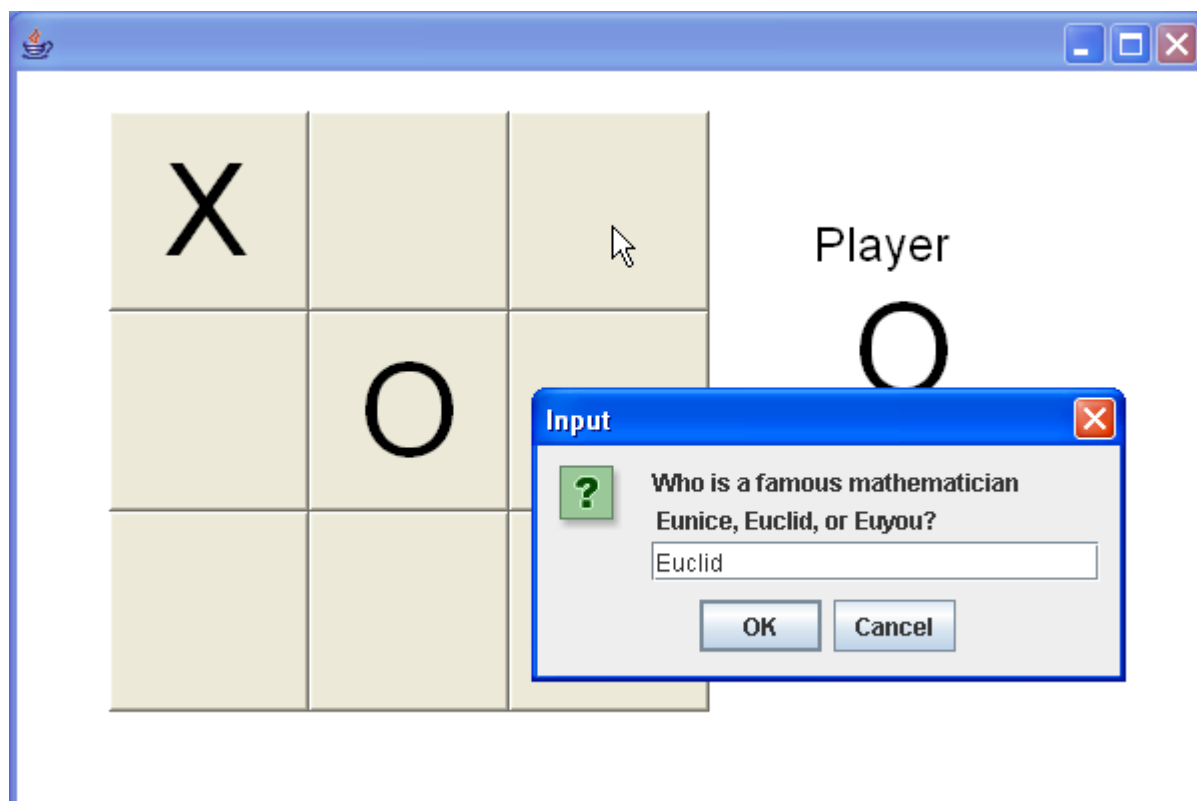 X
Player
O
O
Input
?
Who is a famous mathematician
Eunice, Euclid, or Euyou?
Euclid
OK Cancel